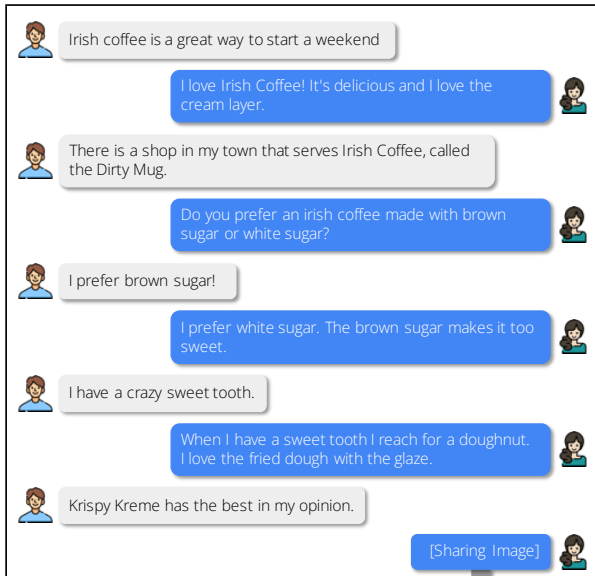 Irish coffee is a great way to start a weekend
I love Irish Coffee! It's delicious and I love the
cream layer.
There is a shop in my town that serves Irish Coffee, called
the Dirty Mug.
Do you prefer an irish coffee made with brown
sugar or white sugar?
I prefer brown sugar!
I prefer white sugar. The brown sugar makes it too
sweet.
I have a crazy sweet tooth.
When I have a sweet tooth I reach for a doughnut.
I love the fried dough with the glaze.
Krispy Kreme has the best in my opinion.
[Sharing Image]